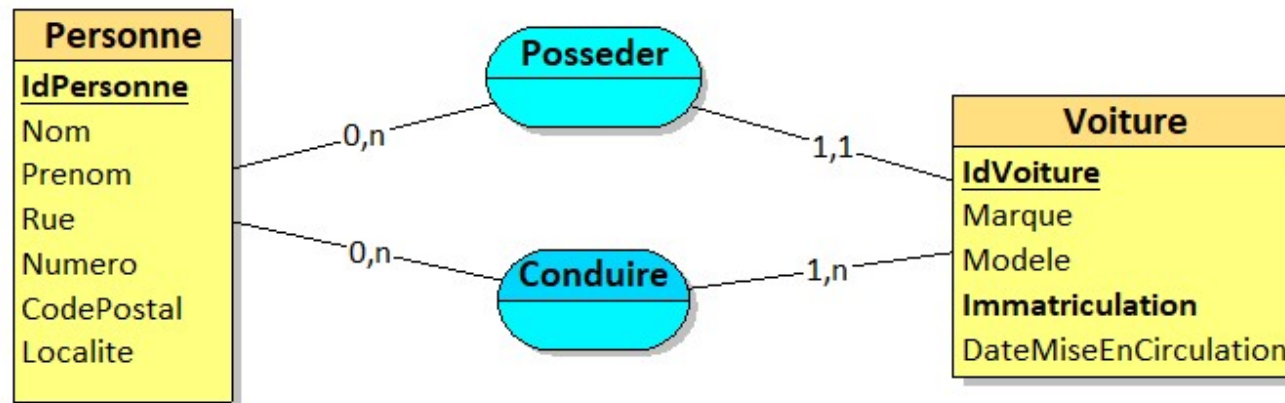 Personne
IdPersonne
Nom
Prenom
Rue
Numero
CodePostal
Localite
Posseder
0,n
1,1
Conduire
0,n
1,n
Voiture
IdVoiture
Marque
Modele
Immatriculation
DateMiseEnCirculation